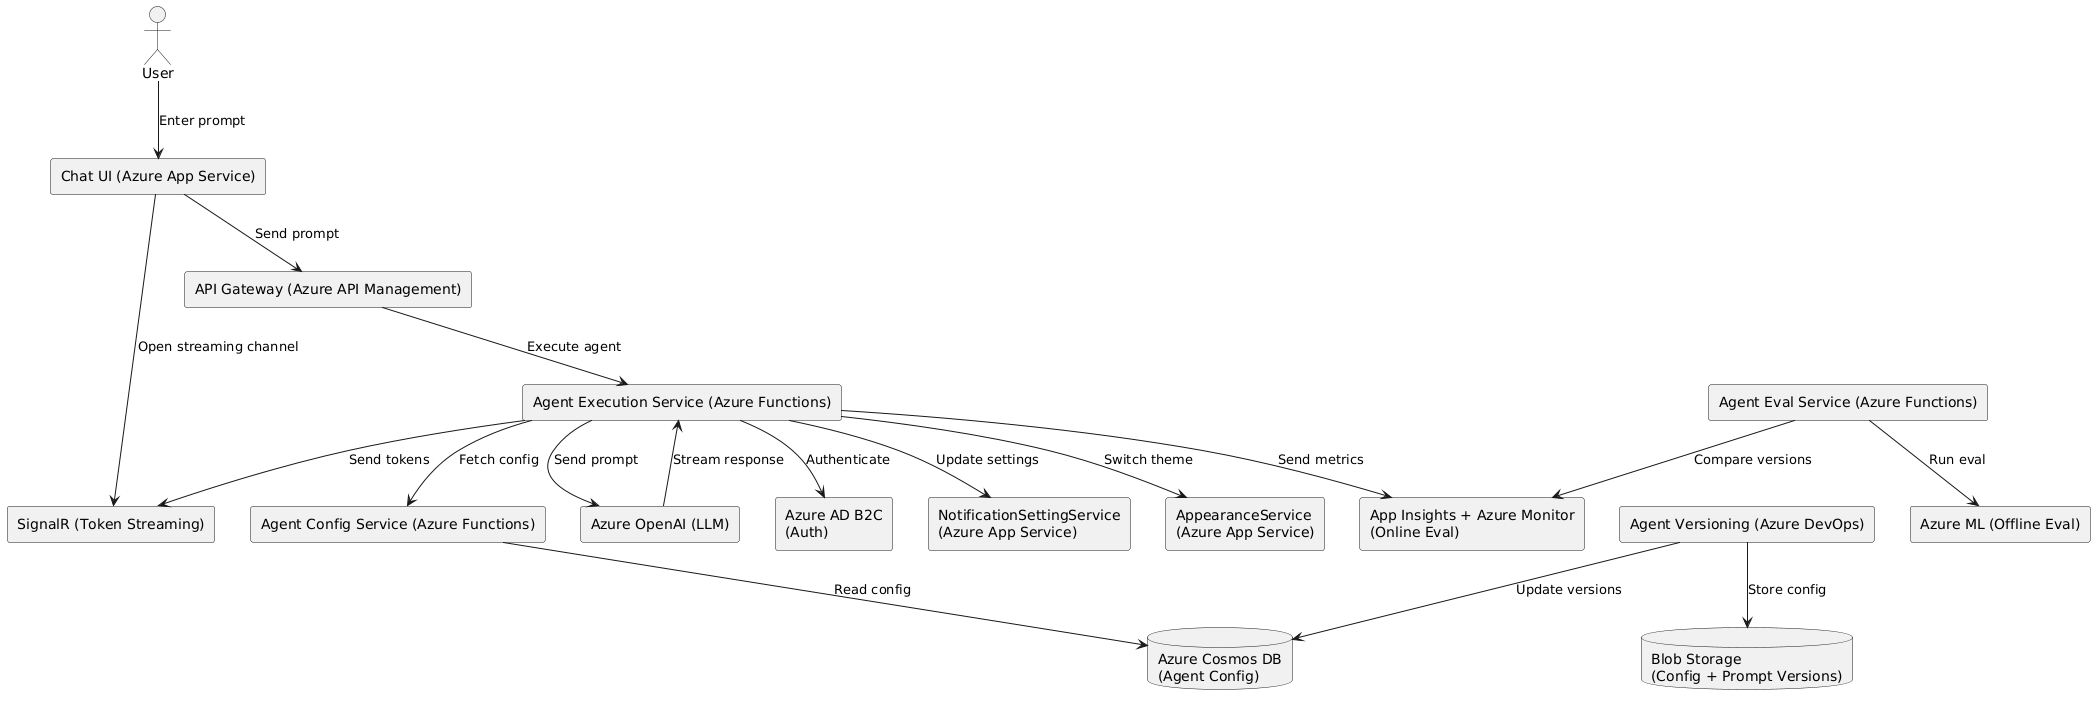 User
Enter prompt
Chat UI (Azure App Service)
Send prompt
API Gateway (Azure API Management)
Open streaming channel
Execute agent
Agent Execution Service (Azure Functions)
Agent Eval Service (Azure Functions)
Send tokens
Fetch config
Send prompt
Stream response
Authenticate
Update settings
Switch theme
Send metrics
Compare versions
Run eval
SignalR (Token Streaming)
Agent Config Service (Azure Functions)
Azure OpenAI (LLM)
Azure AD B2C
(Auth)
NotificationSettingService
(Azure App Service)
AppearanceService
(Azure App Service)
App Insights + Azure Monitor
(Online Eval)
Agent Versioning (Azure DevOps)
Azure ML (Offline Eval)
Read config
Update versions
Store config
Azure Cosmos DB
(Agent Config)
Blob Storage
(Config + Prompt Versions)